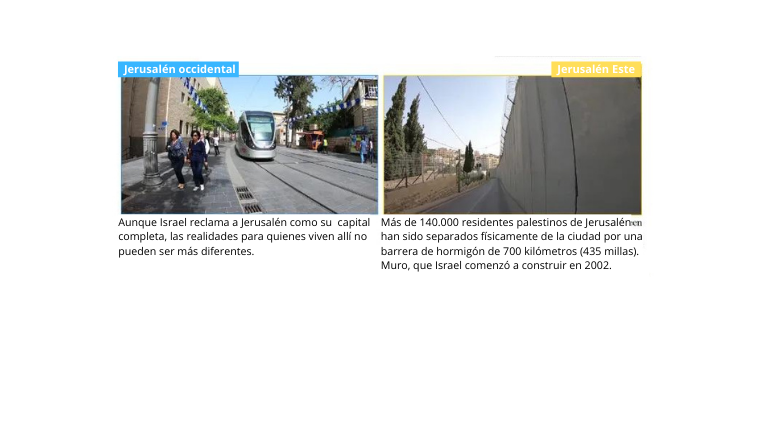 Jerusalén occidental
Jerusalén Este
Aunque Israel reclama a Jerusalén como su capital
completa, las realidades para quienes viven allí no
pueden ser más diferentes.
Más de 140.000 residentes palestinos de Jerusalén en
han sido separados físicamente de la ciudad por una
barrera de hormigón de 700 kilómetros (435 millas).
Muro, que Israel comenzó a construir en 2002.